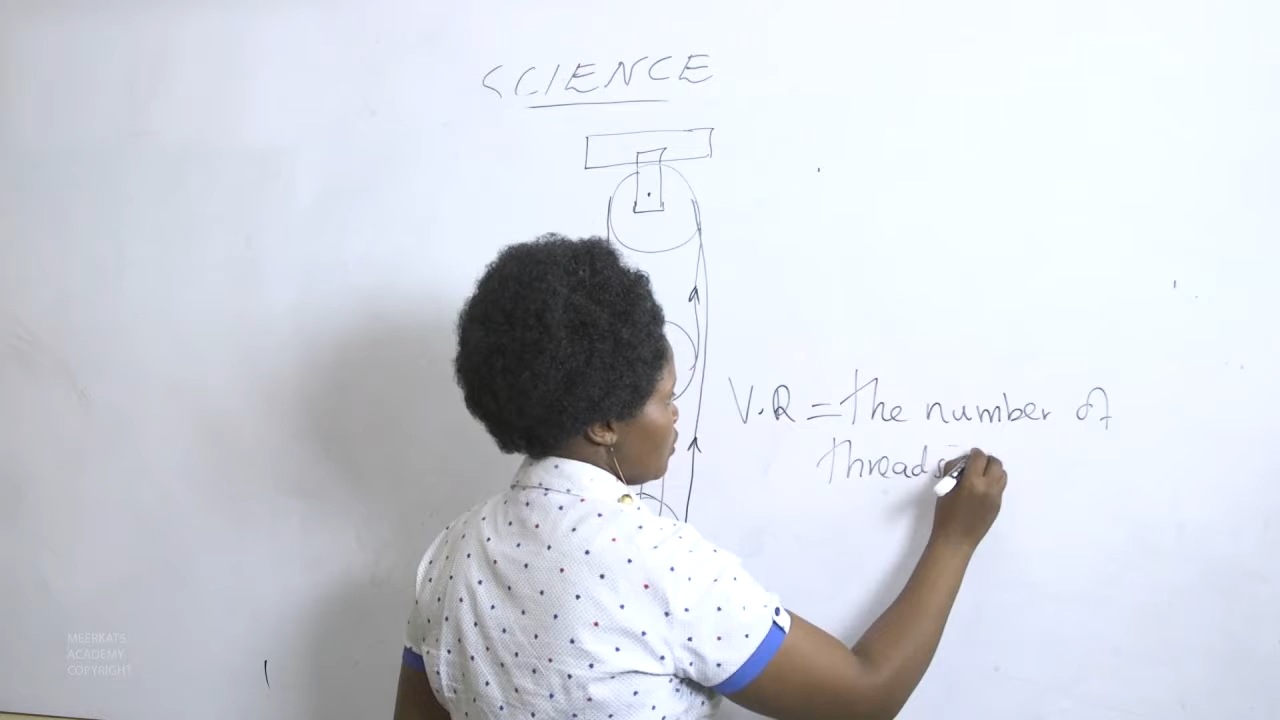 SCIENCE
V.R = The number of
Threads
MEERKATS
ACADEMY
COPYRIGHT